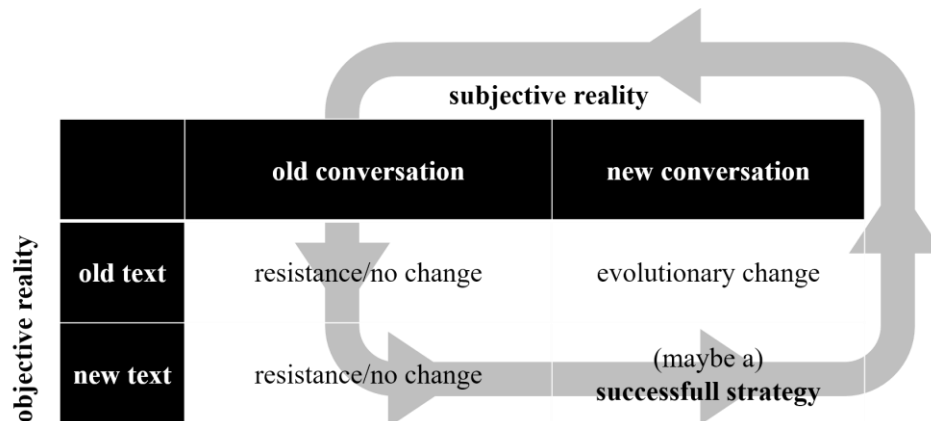 subjective reality
old conversation new conversation
objective reality
old text resistance/no change evolutionary change
new text resistance/no change (maybe a)
successfull strategy